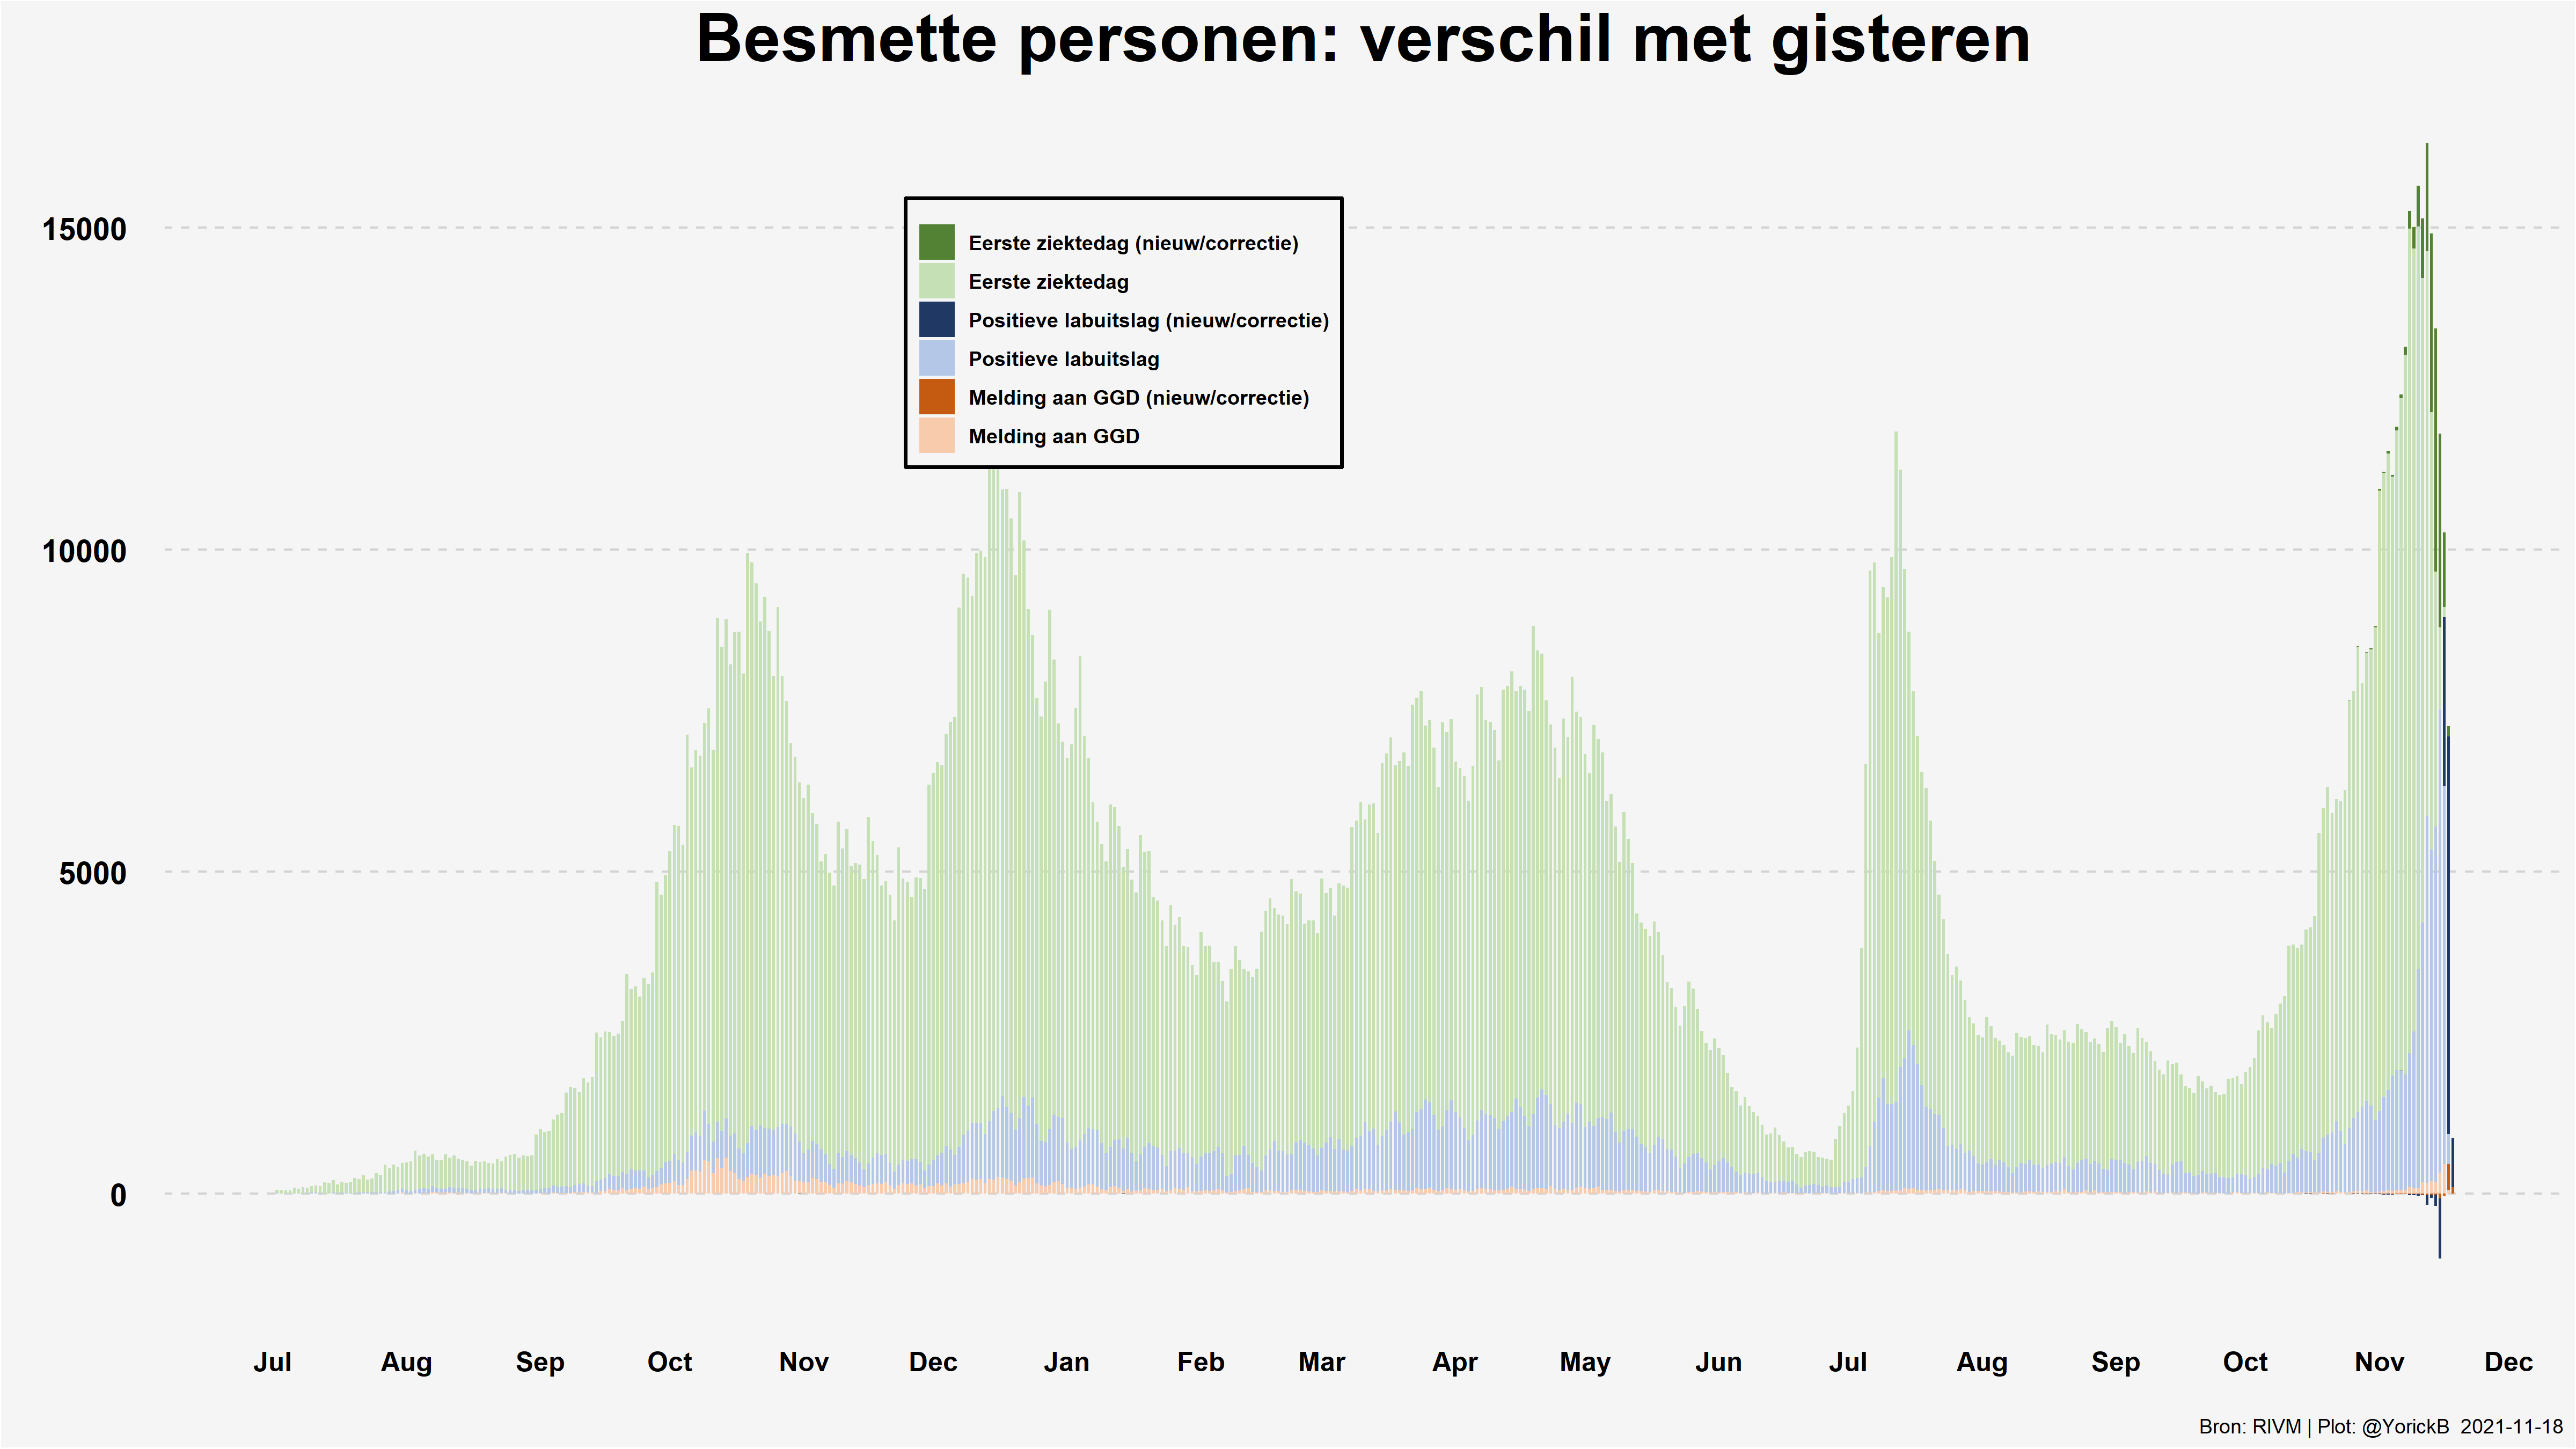 Besmette personen: verschil met gisteren
15000
10000
5000
0
Eerste ziektedag (nieuw/correctie)
Eerste ziektedag
Positieve labuitslag (nieuw/correctie)
Positieve labuitslag
Melding aan GGD (nieuw/correctie)
Melding aan GGD
Jul Aug Sep Oct Nov Dec Jan Feb Mar Apr May Jun Jul Aug Sep Oct Nov Dec
Bron: RIVM | Plot: @YorickB 2021-11-18